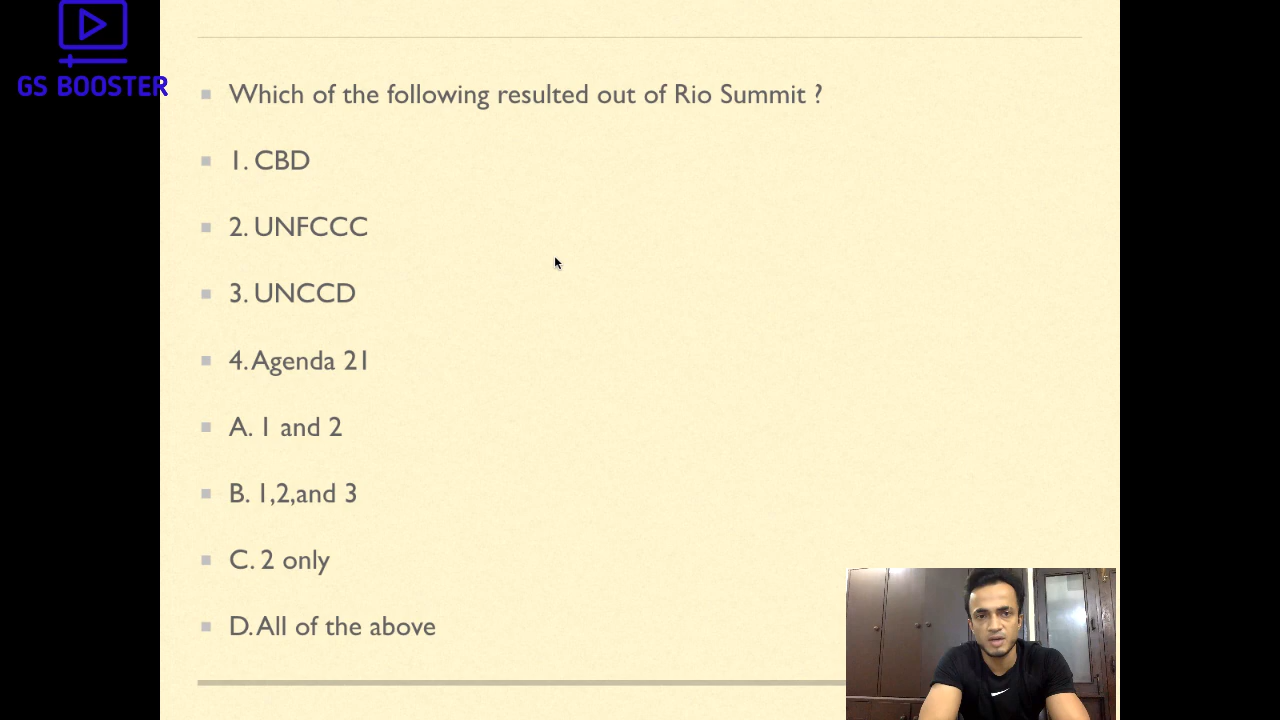 GS BOOSTER
Which of the following resulted out of Rio Summit ?
1. CBD
2. UNFCCC
3. UNCCD
4. Agenda 21
A. 1 and 2
B. 1,2,and 3
C. 2 only
D. All of the above